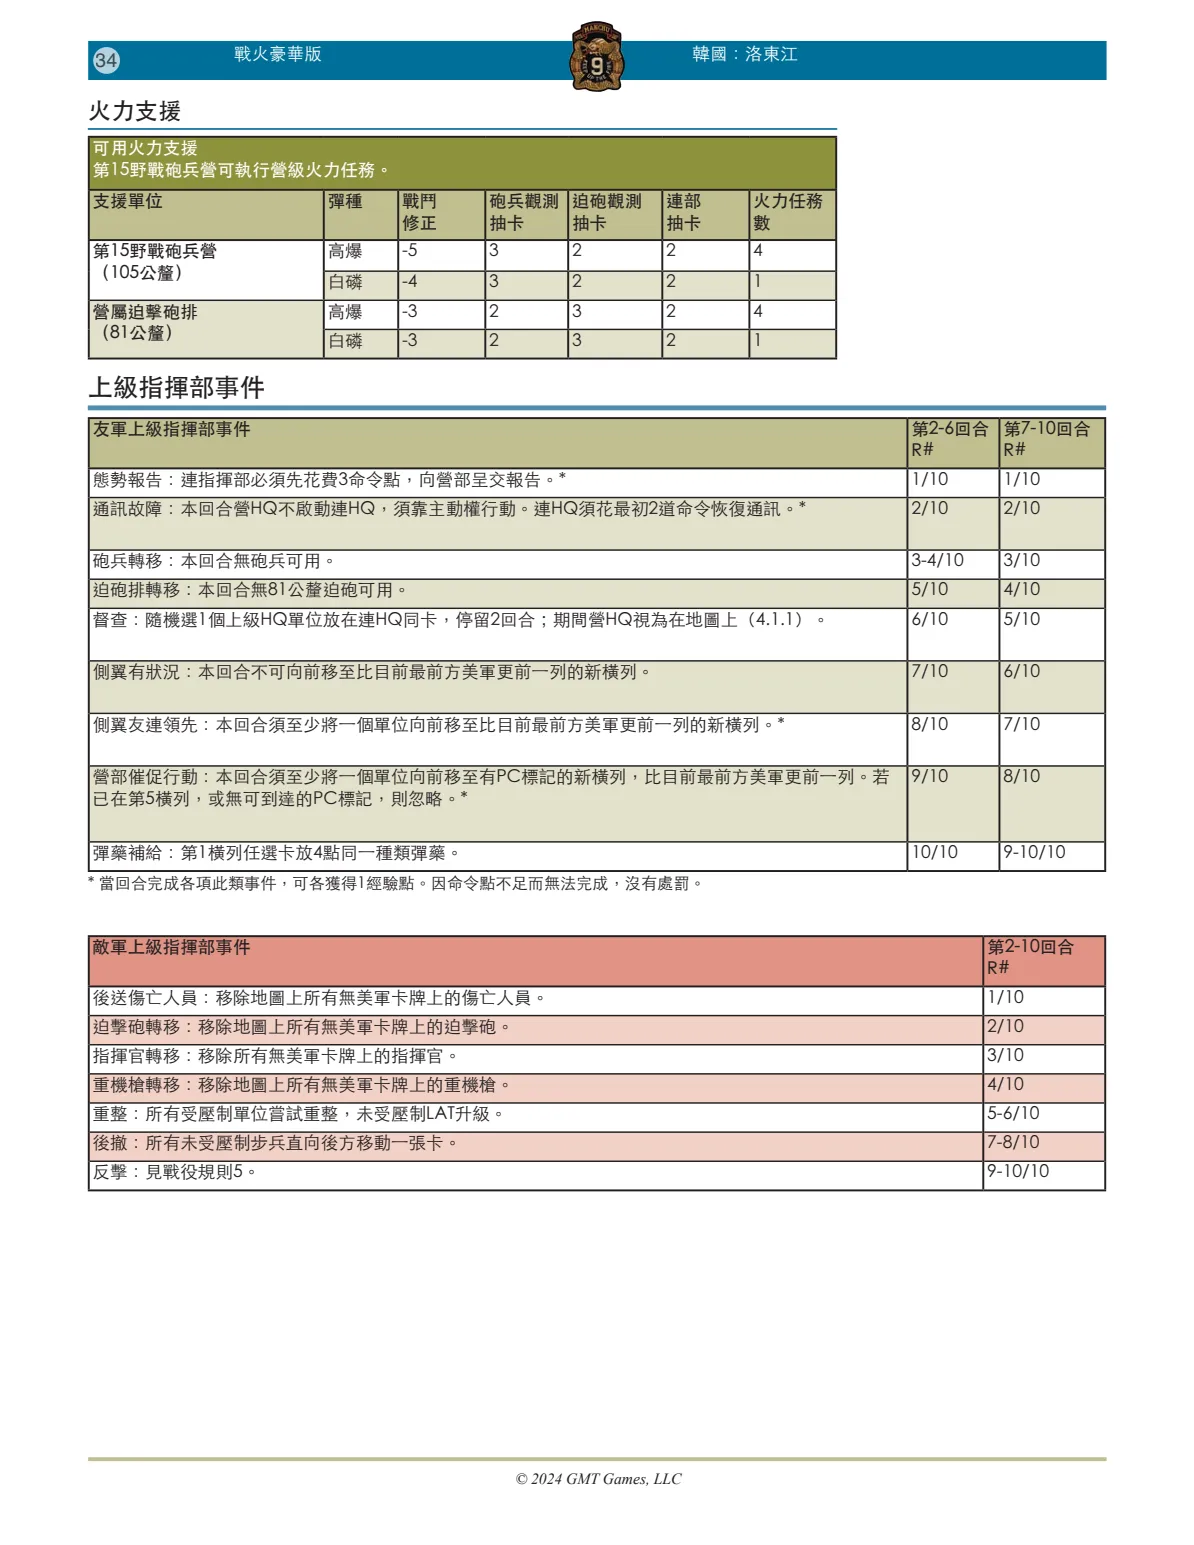 34
戰火豪華版
MANCHU
9
韓國：洛東江
火力支援
可用火力支援
第15野戰砲兵營可執行營級火力任務。
支援單位 彈種 戰鬥修正 砲兵觀測抽卡 迫砲觀測抽卡 連部抽卡 火力任務數
第15野戰砲兵營（105公釐） 高爆 -5 3 2 2 4
白磷 -4 3 2 2 1
營屬迫擊砲排（81公釐） 高爆 -3 2 3 2 4
白磷 -3 2 3 2 1
上級指揮部事件
友軍上級指揮部事件 第2-6回合R# 第7-10回合R#
態勢報告：連指揮部必須先花費3命令點，向營部呈交報告。* 1/10 1/10
通訊故障：本回合營HQ不啟動連HQ，須靠主動權行動。連HQ須花最初2道命令恢復通訊。* 2/10 2/10
砲兵轉移：本回合無砲兵可用。 3-4/10 3/10
迫砲排轉移：本回合無81公釐迫砲可用。 5/10 4/10
督查：隨機選1個上級HQ單位放在連HQ同卡，停留2回合；期間營HQ視為在地圖上（4.1.1）。 6/10 5/10
側翼有狀況：本回合不可向前移至比目前最前方美軍更前一列的新橫列。 7/10 6/10
側翼友連領先：本回合須至少將一個單位向前移至比目前最前方美軍更前一列的新橫列。* 8/10 7/10
營部催促行動：本回合須至少將一個單位向前移至有PC標記的新橫列，比目前最前方美軍更前一列。若 9/10 8/10
已在第5橫列，或無可到達的PC標記，則忽略。*
彈藥補給：第1橫列任選卡放4點同一種類彈藥。 10/10 9-10/10
* 當回合完成各項此類事件，可各獲得1經驗點。因命令點不足而無法完成，沒有處罰。
敵軍上級指揮部事件 第2-10回合R#
後送傷亡人員：移除地圖上所有無美軍卡牌上的傷亡人員。 1/10
迫擊砲轉移：移除地圖上所有無美軍卡牌上的迫擊砲。 2/10
指揮官轉移：移除所有無美軍卡牌上的指揮官。 3/10
重機槍轉移：移除地圖上所有無美軍卡牌上的重機槍。 4/10
重整：所有受壓制單位嘗試重整，未受壓制LAT升級。 5-6/10
後撤：所有未受壓制步兵直向後方移動一張卡。 7-8/10
反擊：見戰役規則5。 9-10/10
© 2024 GMT Games, LLC